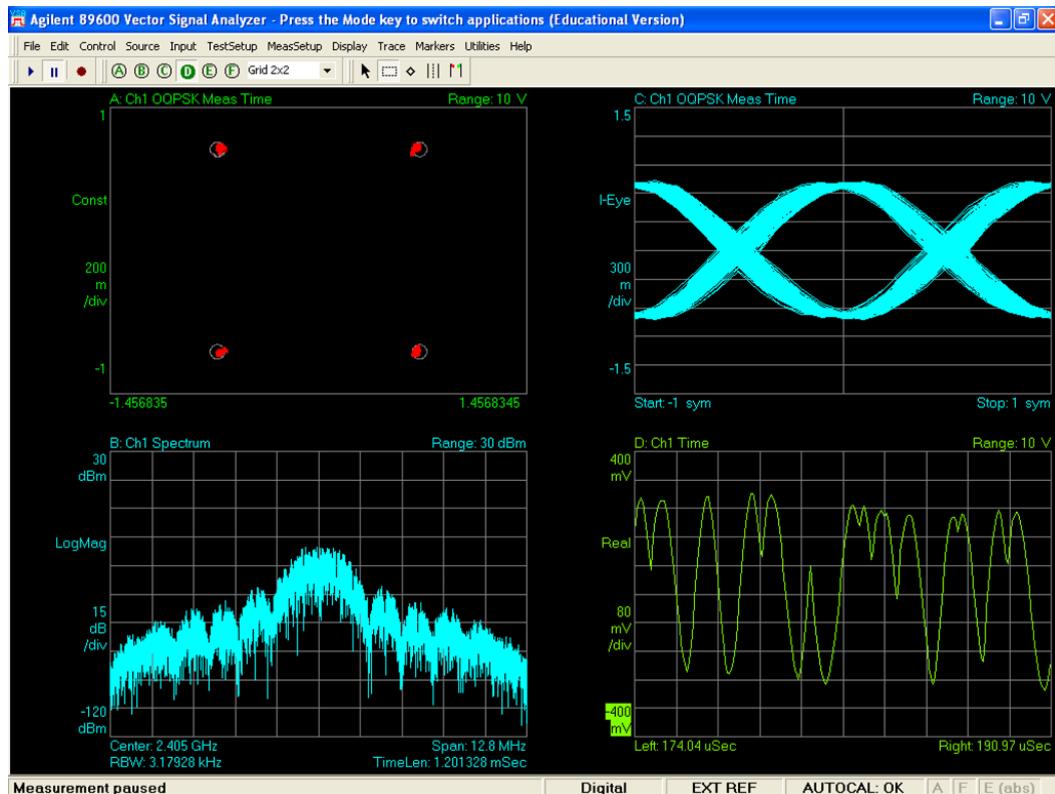 Agilent 89600 Vector Signal Analyzer - Press the Mode key to switch applications (Educational Version)
File Edit Control Source Input TestSetup MeasSetup Display Trace Markers Utilities Help
A B C D E F Grid 2x2
A: Ch1 OQPSK Meas Time Range: 10 V
1
Const
200
m
/div
-1
-1.456835 1.4568345
C: Ch1 OQPSK Meas Time Range: 10 V
1.5
I-Eye
300
m
/div
-1.5
Start: -1 sym Stop: 1 sym
B: Ch1 Spectrum Range: 30 dBm
30
dBm
LogMag
15
dB
/div
-120
dBm
Center: 2.405 GHz Span: 12.8 MHz
RBW: 3.17928 kHz TimeLen: 1.201328 mSec
D: Ch1 Time Range: 10 V
400
mV
Real
80
mV
/div
-400
mV
Left: 174.04 uSec Right: 190.97 uSec
Measurement paused Digital EXT REF AUTOCAL: OK A F E (abs)